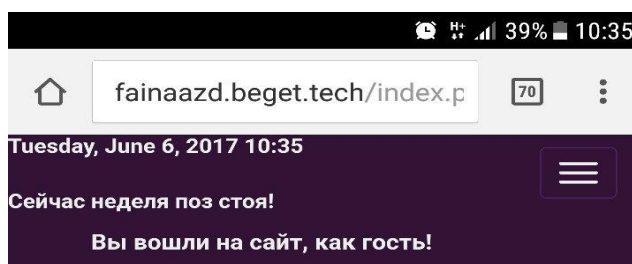 H+ 39% 10:35
fainaazd.beget.tech/index.p
70
Tuesday, June 6, 2017 10:35
Сейчас неделя поз стоя!
Вы вошли на сайт, как гость!